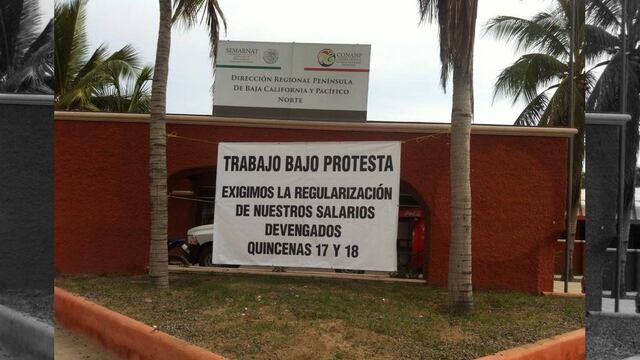 SEMARNAT
CONANP
DIRECCIÓN REGIONAL PENÍNSULA
DE BAJA CALIFORNIA Y PACÍFICO
NORTE
TRABAJO BAJO PROTESTA
EXIGIMOS LA REGULARIZACIÓN
DE NUESTROS SALARIOS
DEVENGADOS
QUINCENAS 17 Y 18